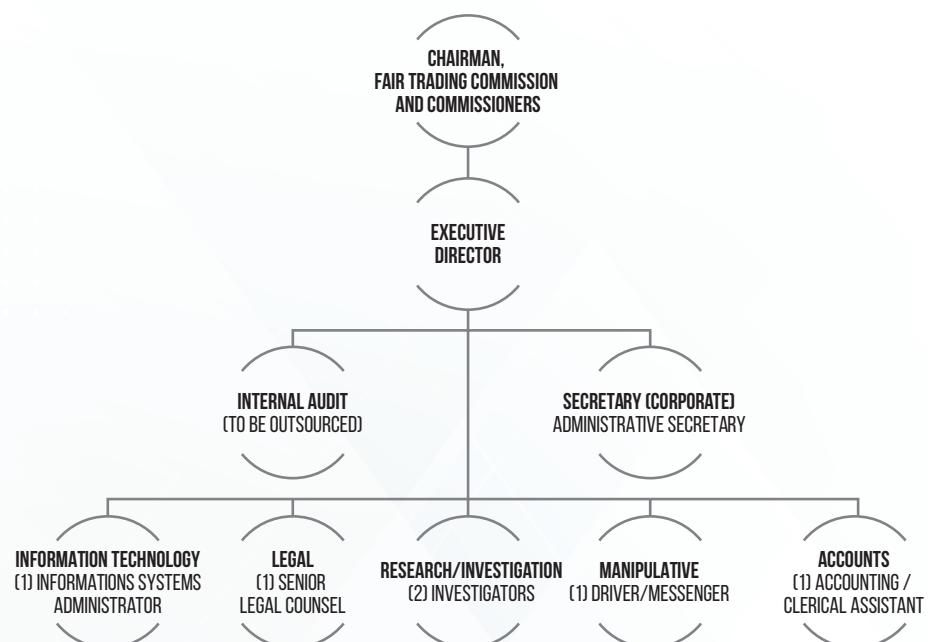 CHAIRMAN,
FAIR TRADING COMMISSION
AND COMMISSIONERS
EXECUTIVE
DIRECTOR
INTERNAL AUDIT
(TO BE OUTSOURCED)
SECRETARY (CORPORATE)
ADMINISTRATIVE SECRETARY
INFORMATION TECHNOLOGY
(1) INFORMATIONS SYSTEMS
ADMINISTRATOR
LEGAL
(1) SENIOR
LEGAL COUNSEL
RESEARCH/INVESTIGATION
(2) INVESTIGATORS
MANIPULATIVE
(1) DRIVER/MESSENGER
ACCOUNTS
(1) ACCOUNTING /
CLERICAL ASSISTANT